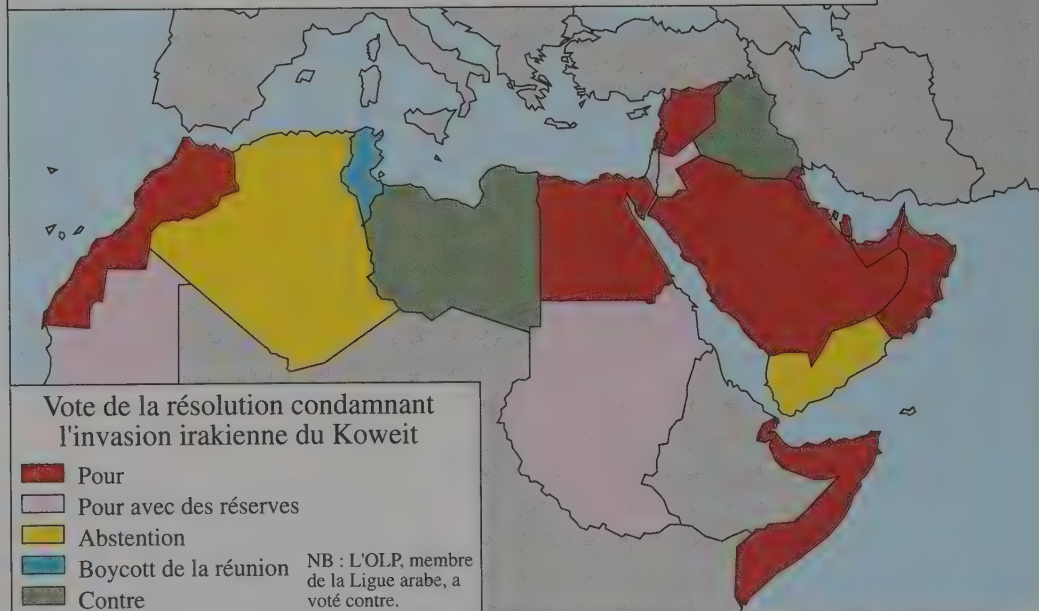 Vote de la résolution condamnant
l'invasion irakienne du Koweit
Pour
Pour avec des réserves
Abstention
Boycott de la réunion
Contre
NB : L'OLP, membre
de la Ligue arabe, a
voté contre.